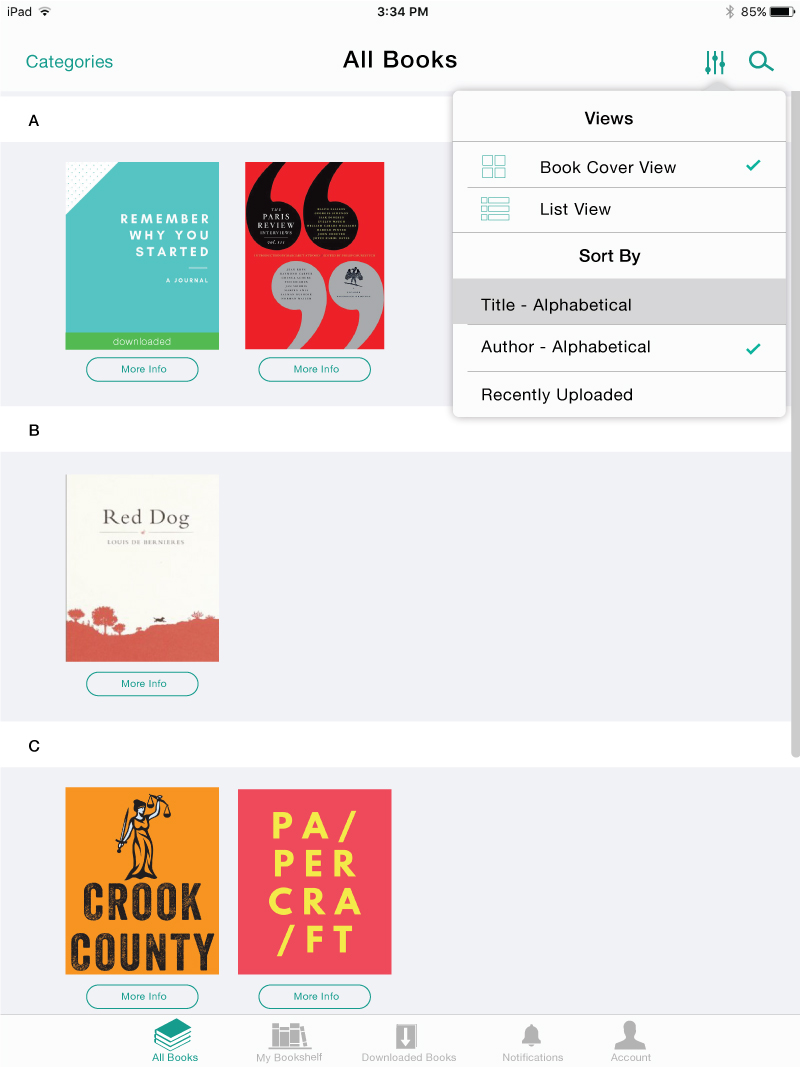 iPad
3:34 PM
85%
Categories
All Books
Views
Book Cover View
List View
Sort By
Title - Alphabetical
Author - Alphabetical
Recently Uploaded
A
REMEMBER
WHY YOU
STARTED
A JOURNAL
downloaded
More Info
THE
PARIS
REVIEW
INTERVIEWS
vol. III
More Info
B
Red Dog
LOUIS DE BERNIERES
More Info
C
CROOK
COUNTY
More Info
PA/
PER
CRA
/FT
More Info
All Books
My Bookshelf
Downloaded Books
Notifications
Account